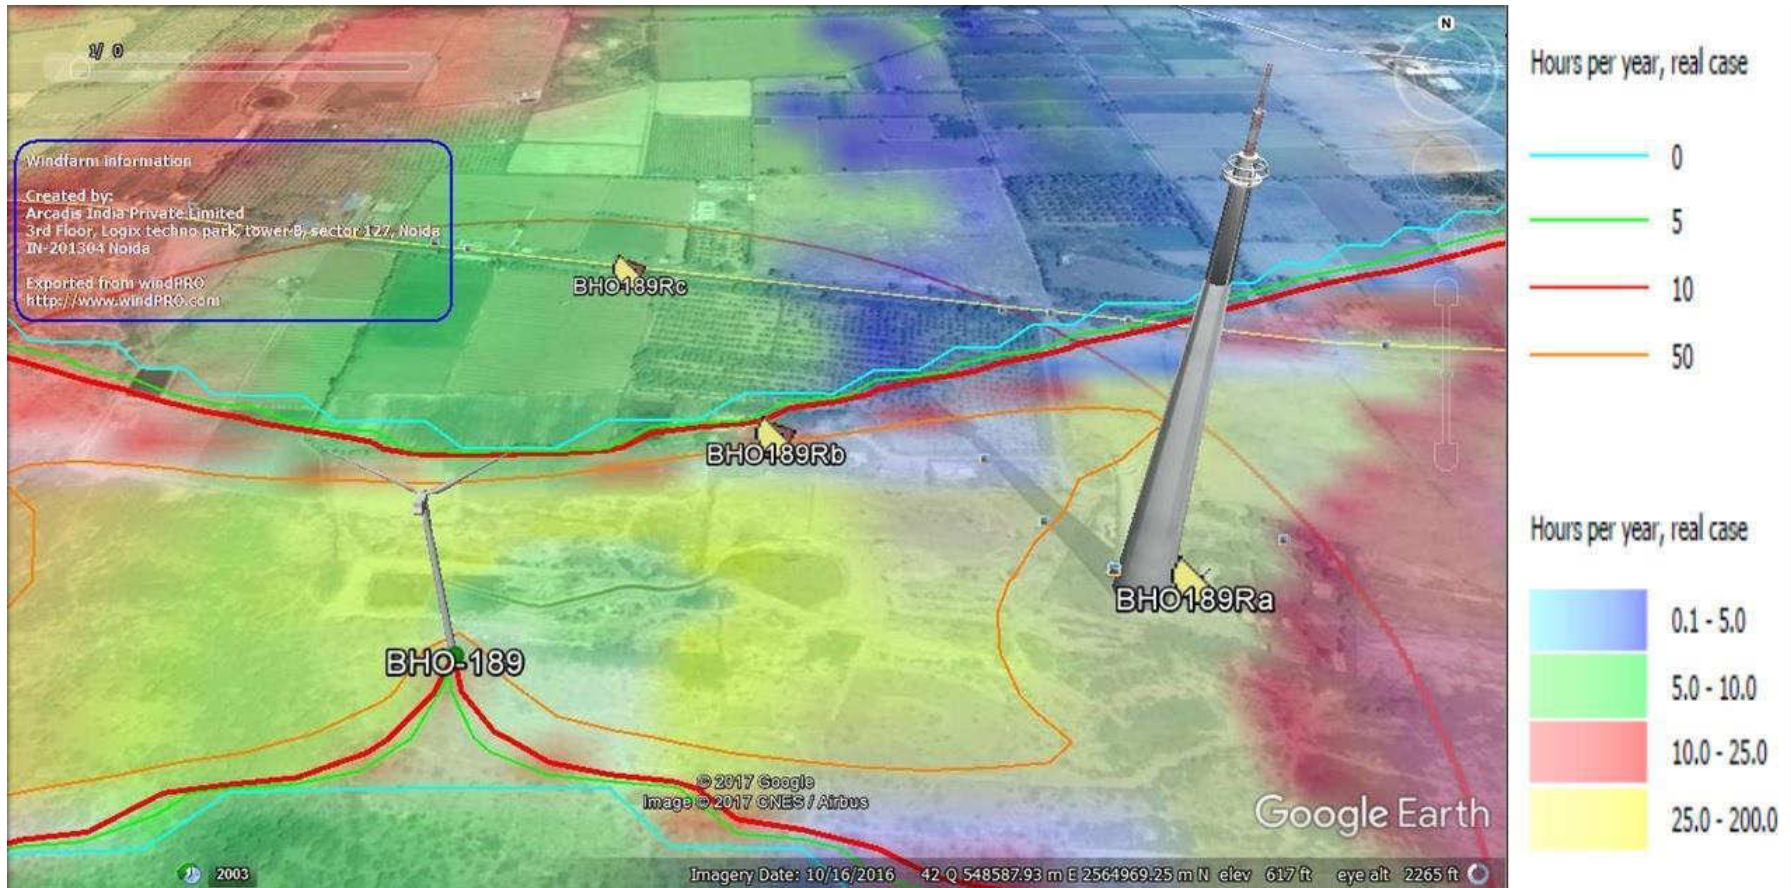 1/ 0
N
Windfarm information
Created by:
Arcadis India Private Limited
3rd Floor, Logix techno park, tower-B, sector 127, Noida
IN-201304 Noida
Exported from windPRO
http://www.windPRO.com
BHO189Rc
BHO189Rb
BHO189Ra
BHO-189
© 2017 Google
Image © 2017 CNES / Airbus
Google Earth
2003
Imagery Date: 10/16/2016 42 Q 548587.93 m E 2564969.25 m N elev 617 ft eye alt 2265 ft
Hours per year, real case
0
5
10
50
Hours per year, real case
0.1 - 5.0
5.0 - 10.0
10.0 - 25.0
25.0 - 200.0